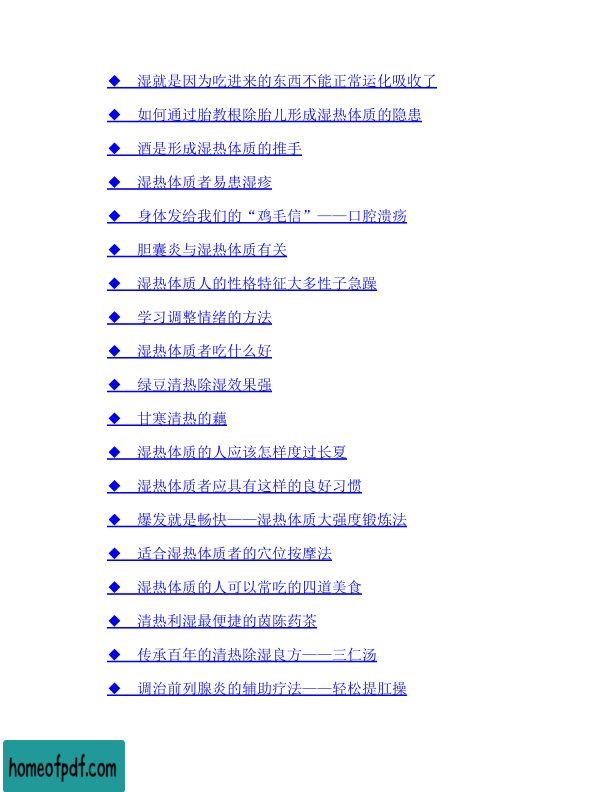 ◆ 湿就是因为吃进来的东西不能正常运化吸收了
◆ 如何通过胎教根除胎儿形成湿热体质的隐患
◆ 酒是形成湿热体质的推手
◆ 湿热体质者易患湿疹
◆ 身体发给我们的“鸡毛信”——口腔溃疡
◆ 胆囊炎与湿热体质有关
◆ 湿热体质人的性格特征大多性子急躁
◆ 学习调整情绪的方法
◆ 湿热体质者吃什么好
◆ 绿豆清热除湿效果强
◆ 甘寒清热的藕
◆ 湿热体质的人应该怎样度过长夏
◆ 湿热体质者应具有这样的良好习惯
◆ 爆发就是畅快——湿热体质大强度锻炼法
◆ 适合湿热体质者的穴位按摩法
◆ 湿热体质的人可以常吃的四道美食
◆ 清热利湿最便捷的茵陈药茶
◆ 传承百年的清热除湿良方——三仁汤
◆ 调治前列腺炎的辅助疗法——轻松提肛操
homeofpdf.com